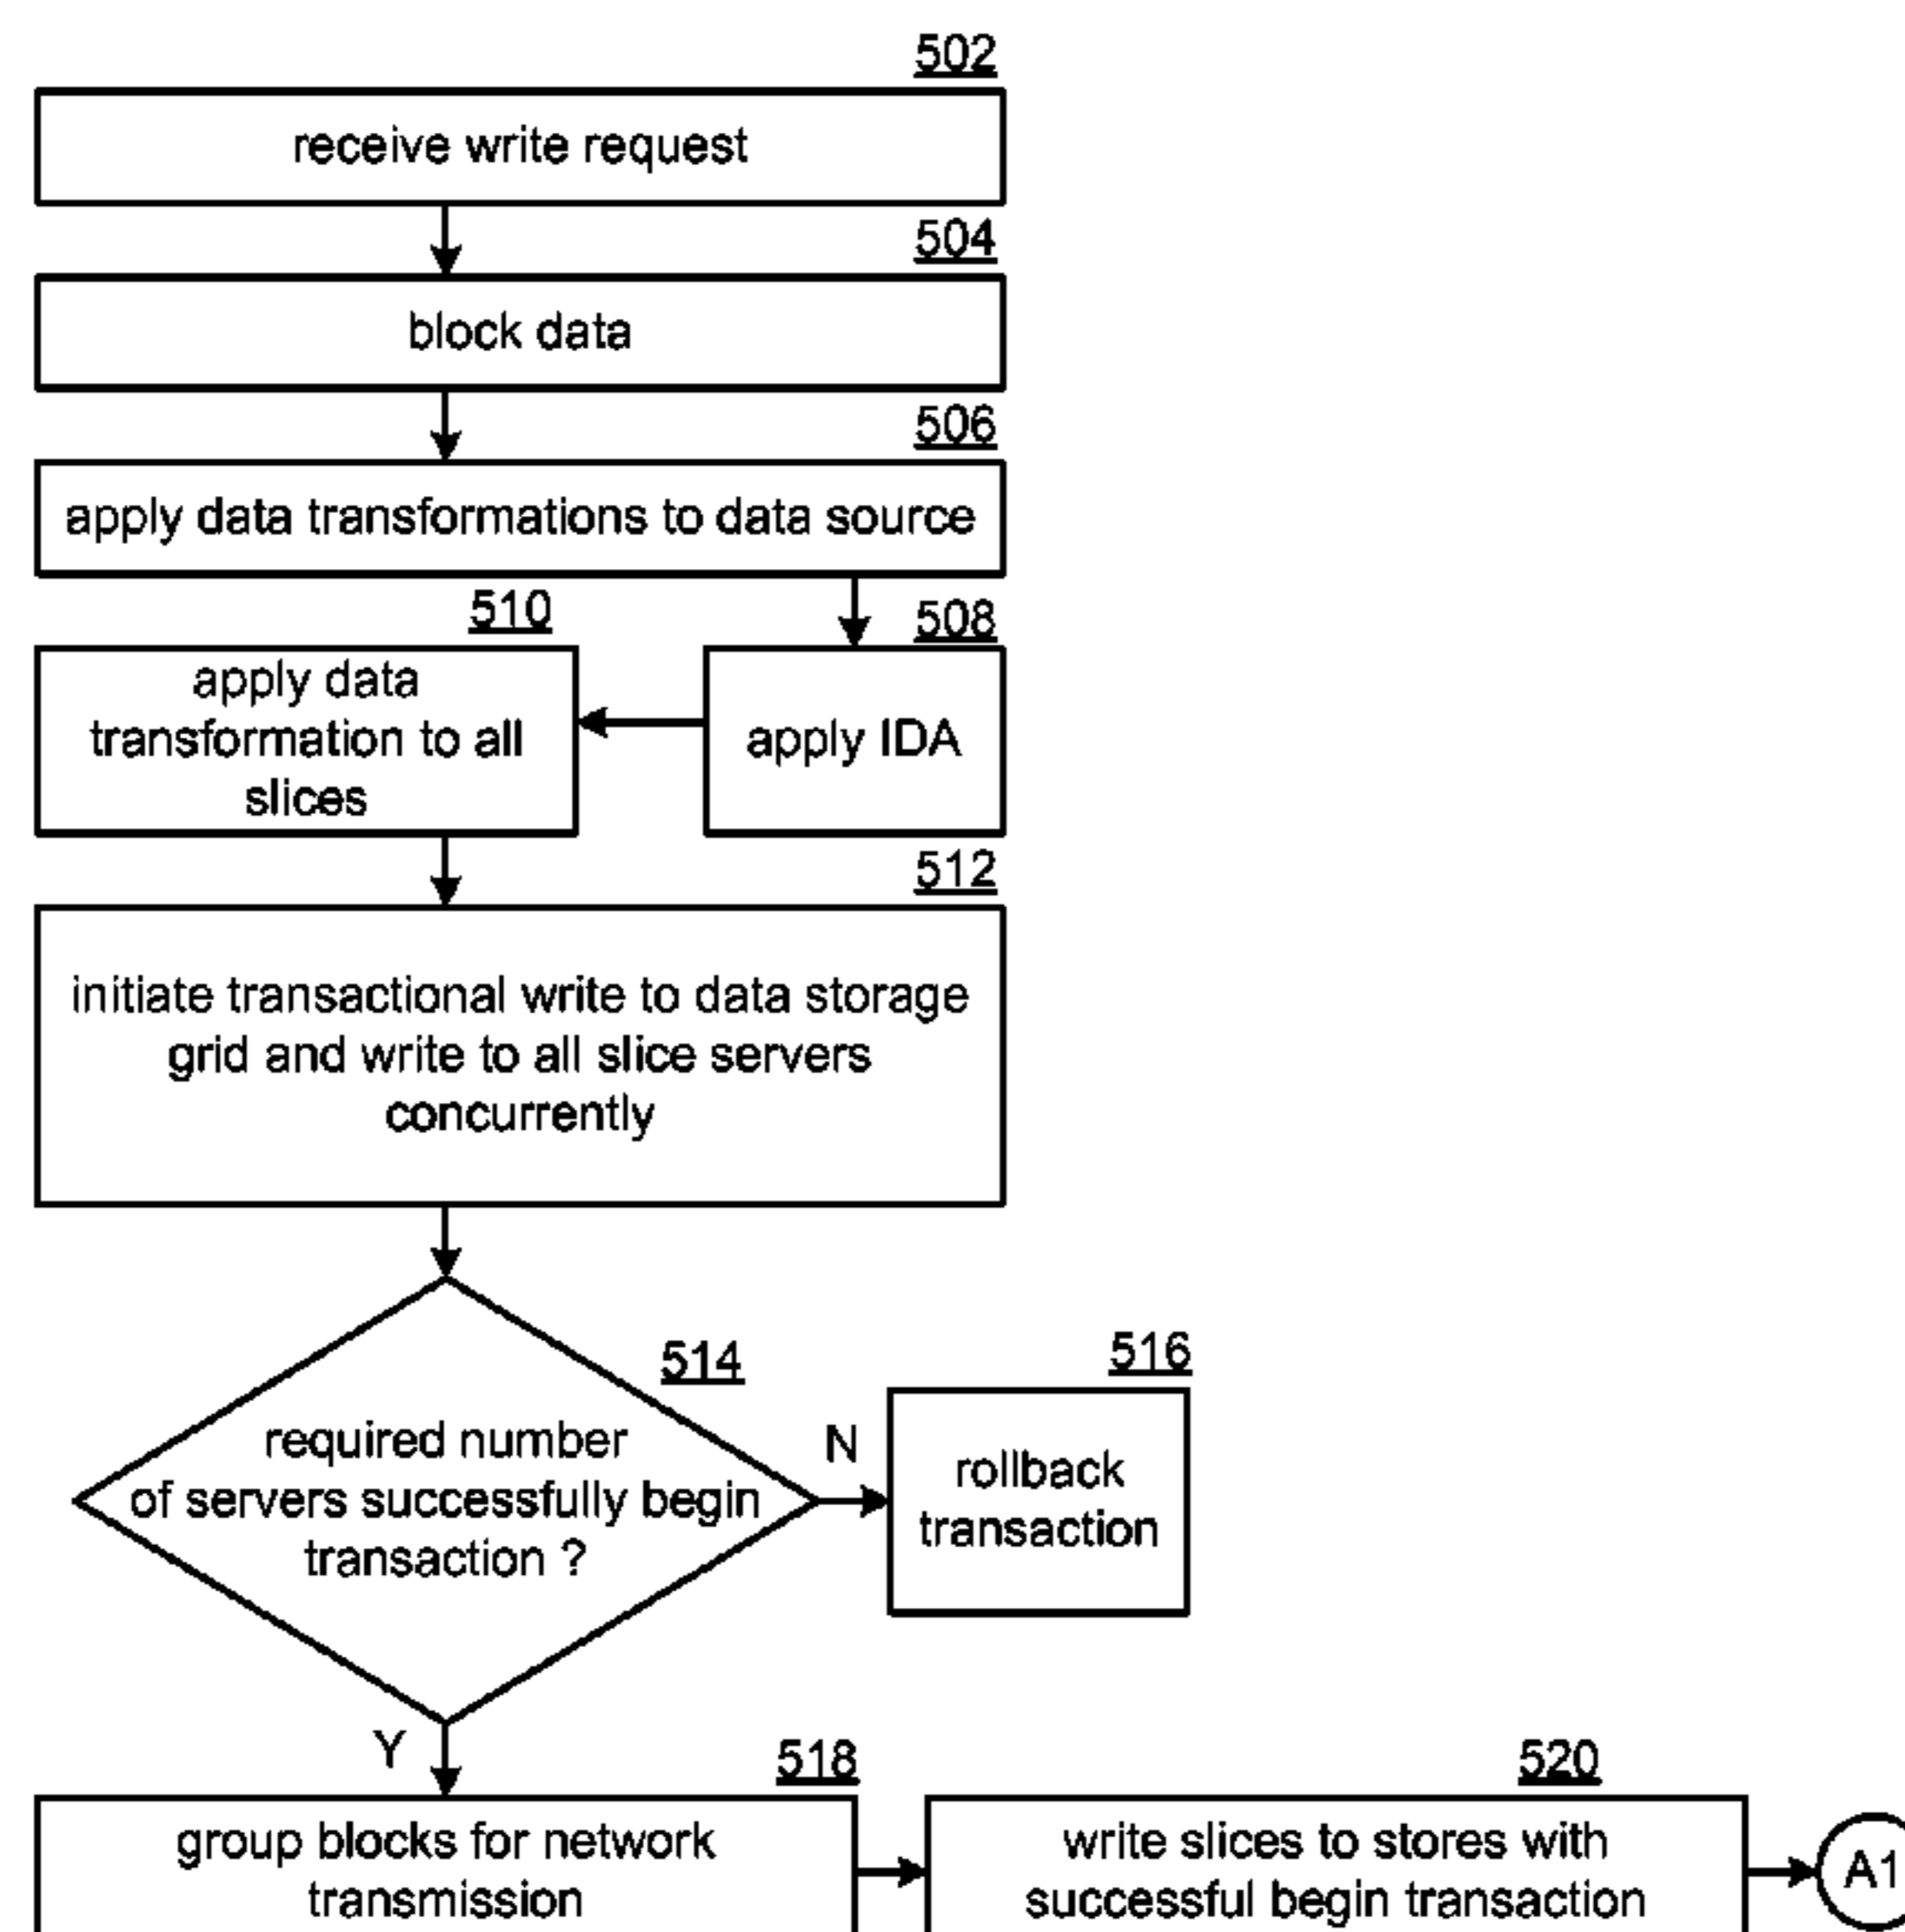 502
receive write request
504
block data
506
apply data transformations to data source
510
508
apply data
transformation to all
slices
apply IDA
512
initiate transactional write to data storage
grid and write to all slice servers
concurrently
514
516
required number
of servers successfully begin
transaction ?
N
rollback
transaction
Y
518
520
group blocks for network
transmission
write slices to stores with
successful begin transaction
A1